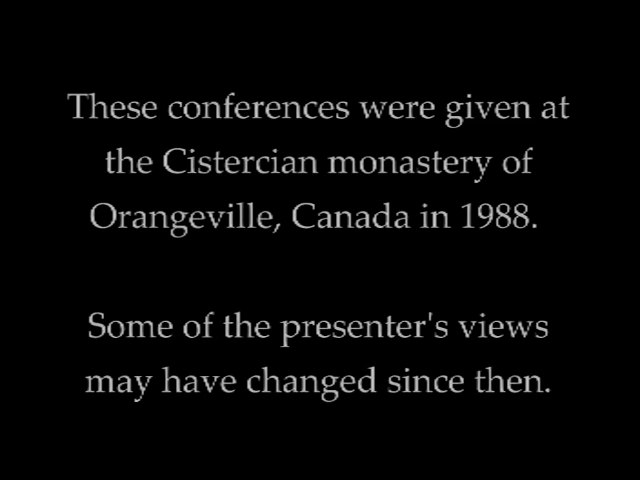 These conferences were given at
the Cistercian monastery of
Orangeville, Canada in 1988.
Some of the presenter's views
may have changed since then.